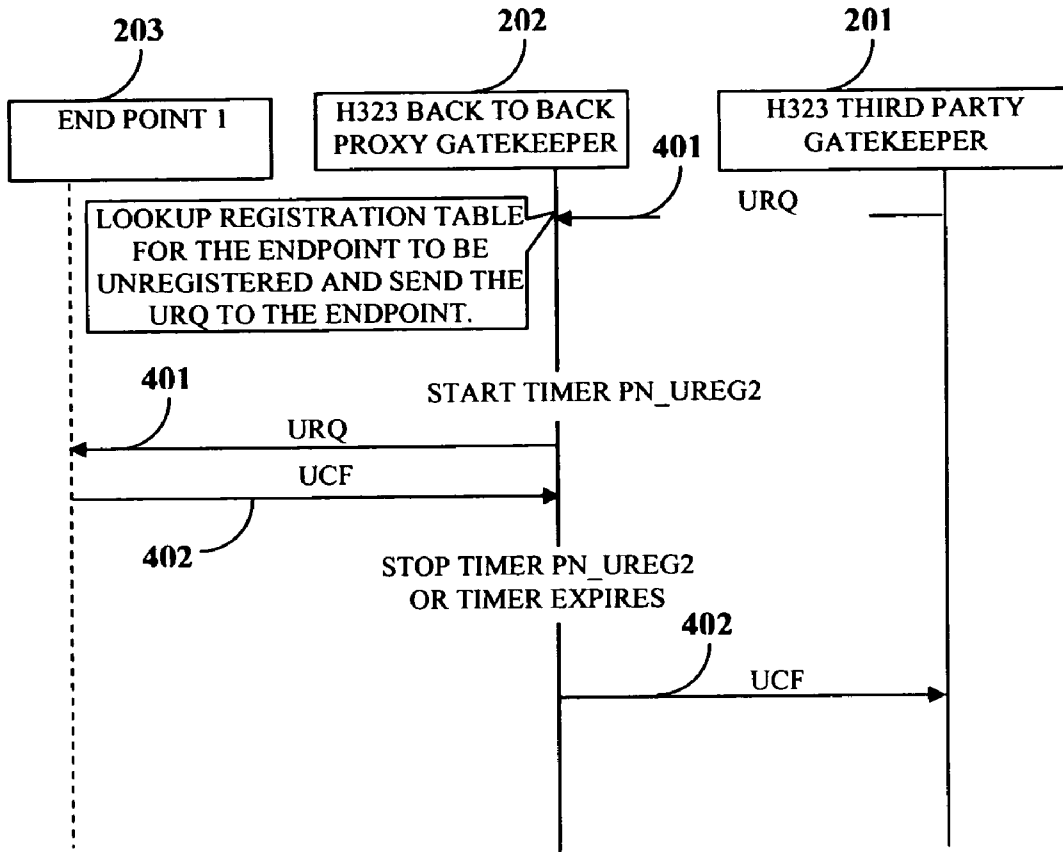 203
202
201
END POINT 1
H323 BACK TO BACK
PROXY GATEKEEPER
H323 THIRD PARTY
GATEKEEPER
401
URQ
LOOKUP REGISTRATION TABLE
FOR THE ENDPOINT TO BE
UNREGISTERED AND SEND THE
URQ TO THE ENDPOINT.
401
START TIMER PN_UREG2
URQ
UCF
402
STOP TIMER PN_UREG2
OR TIMER EXPIRES
402
UCF